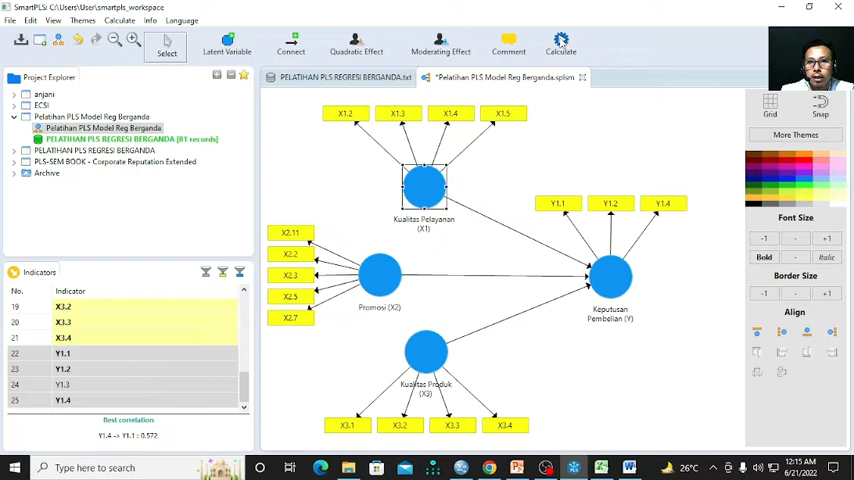 SmartPLS: C:\Users\User\smartpls_workspace
File Edit View Themes Calculate Info Language
Select
Latent Variable
Connect
Quadratic Effect
Moderating Effect
Comment
Calculate
Project Explorer
PELATIHAN PLS REGRESI BERGANDA.txt
*Pelatihan PLS Model Reg Berganda.splsm
anjani
ECSI
Pelatihan PLS Model Reg Berganda
Pelatihan PLS Model Reg Berganda
PELATIHAN PLS REGRESI BERGANDA [81 records]
PELATIHAN PLS REGRESI BERGANDA
PLS-SEM BOOK - Corporate Reputation Extended
Archive
X1.2 X1.3 X1.4 X1.5
Kualitas Pelayanan
(X1)
Y1.1 Y1.2 Y1.4
X2.11
X2.2
X2.3
X2.5
X2.7
Promosi (X2)
Keputusan
Pembelian (Y)
Kualitas Produk
(X3)
X3.1 X3.2 X3.3 X3.4
Indicators
No. Indicator
19 X3.2
20 X3.3
21 X3.4
22 Y1.1
23 Y1.2
24 Y1.3
25 Y1.4
Best correlation
Y1.4 -> Y1.1 : 0.572
Grid Snap
More Themes
Font Size
-1 - +1
Bold - Italic
Border Size
-1 - +1
Align
Type here to search
26°C
12:15 AM
6/21/2022